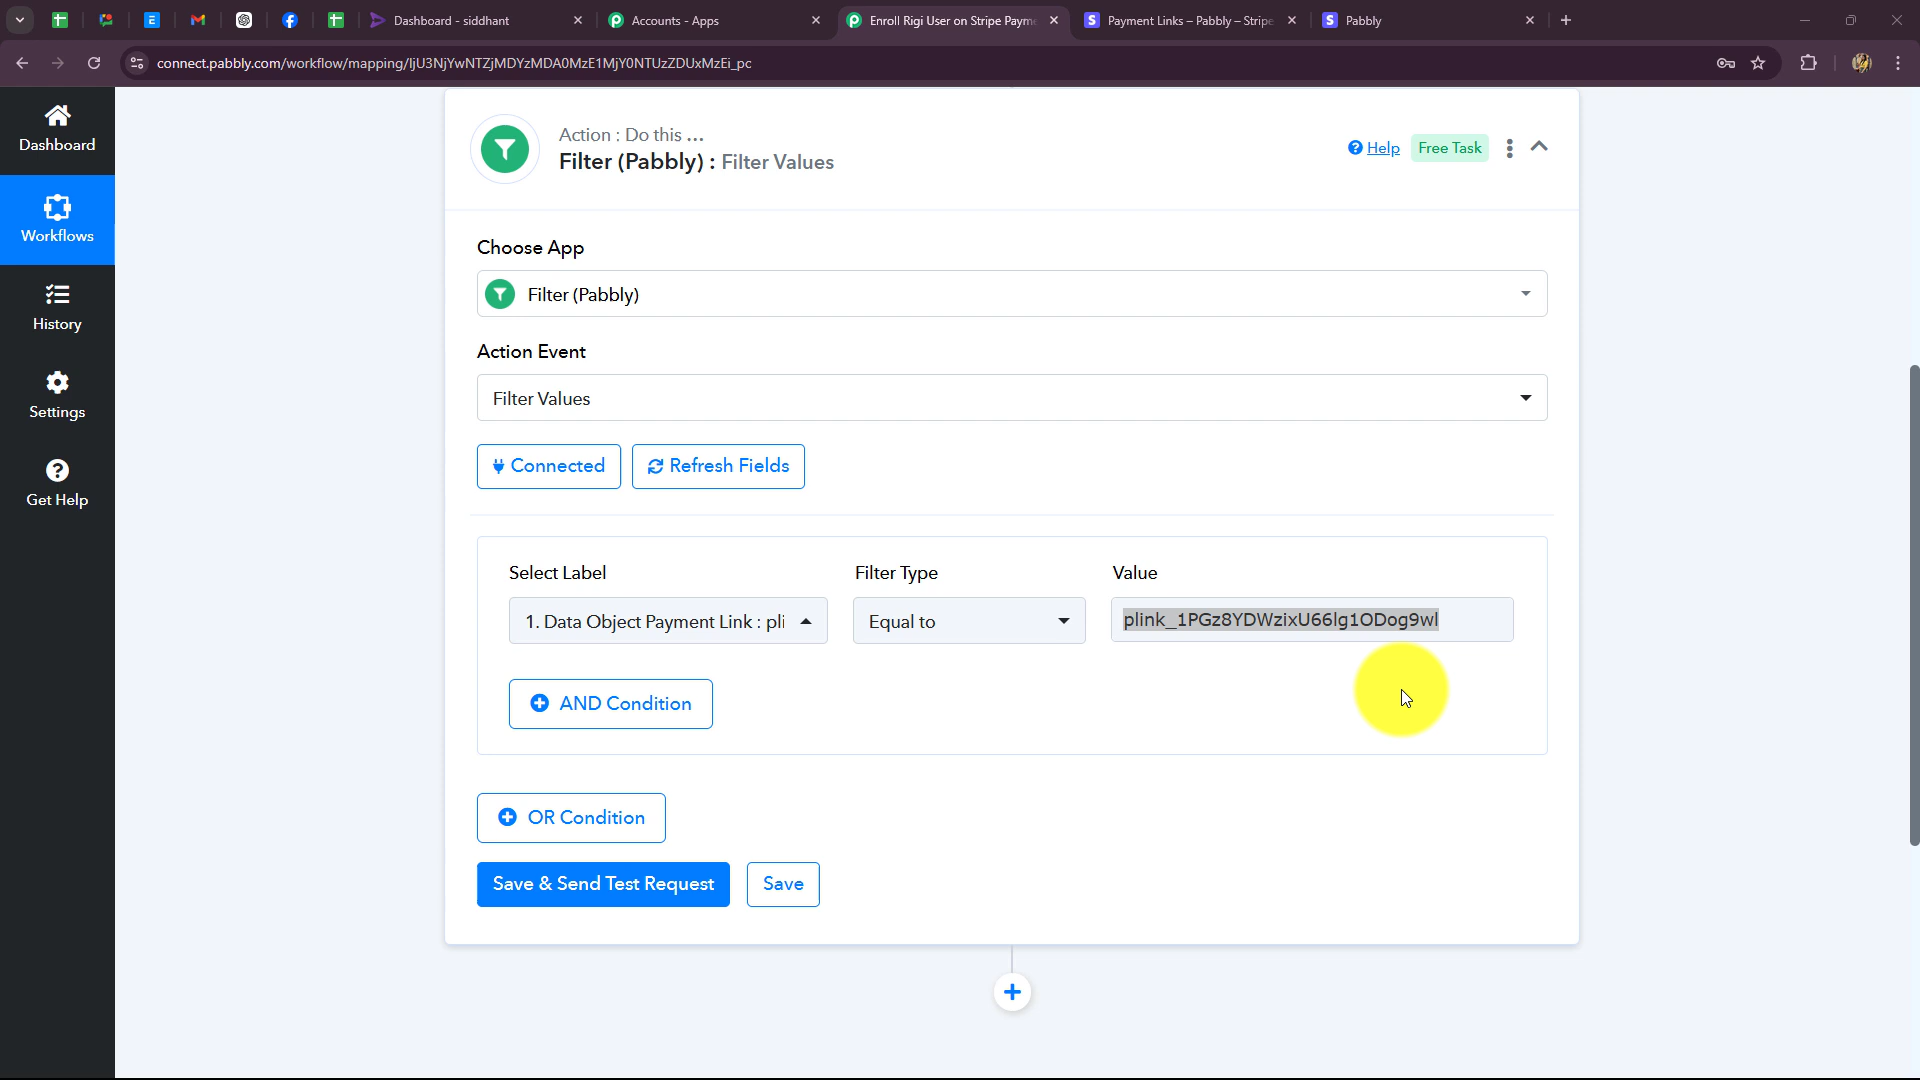 Dashboard - siddhant
Accounts - Apps
Enroll Rigi User on Stripe Payme
Payment Links – Pabbly – Stripe
Pabbly
connect.pabbly.com/workflow/mapping/IjU3NjYwNTZjMDYzMDA0MzE1MjY0NTUzZDUxMzEi_pc
Dashboard
Workflows
History
Settings
Get Help
Action : Do this ...
Filter (Pabbly) : Filter Values
Help
Free Task
Choose App
Filter (Pabbly)
Action Event
Filter Values
Connected
Refresh Fields
Select Label
Filter Type
Value
1. Data Object Payment Link : pli
Equal to
plink_1PGz8YDWzixU66lg1ODog9wl
AND Condition
OR Condition
Save & Send Test Request
Save